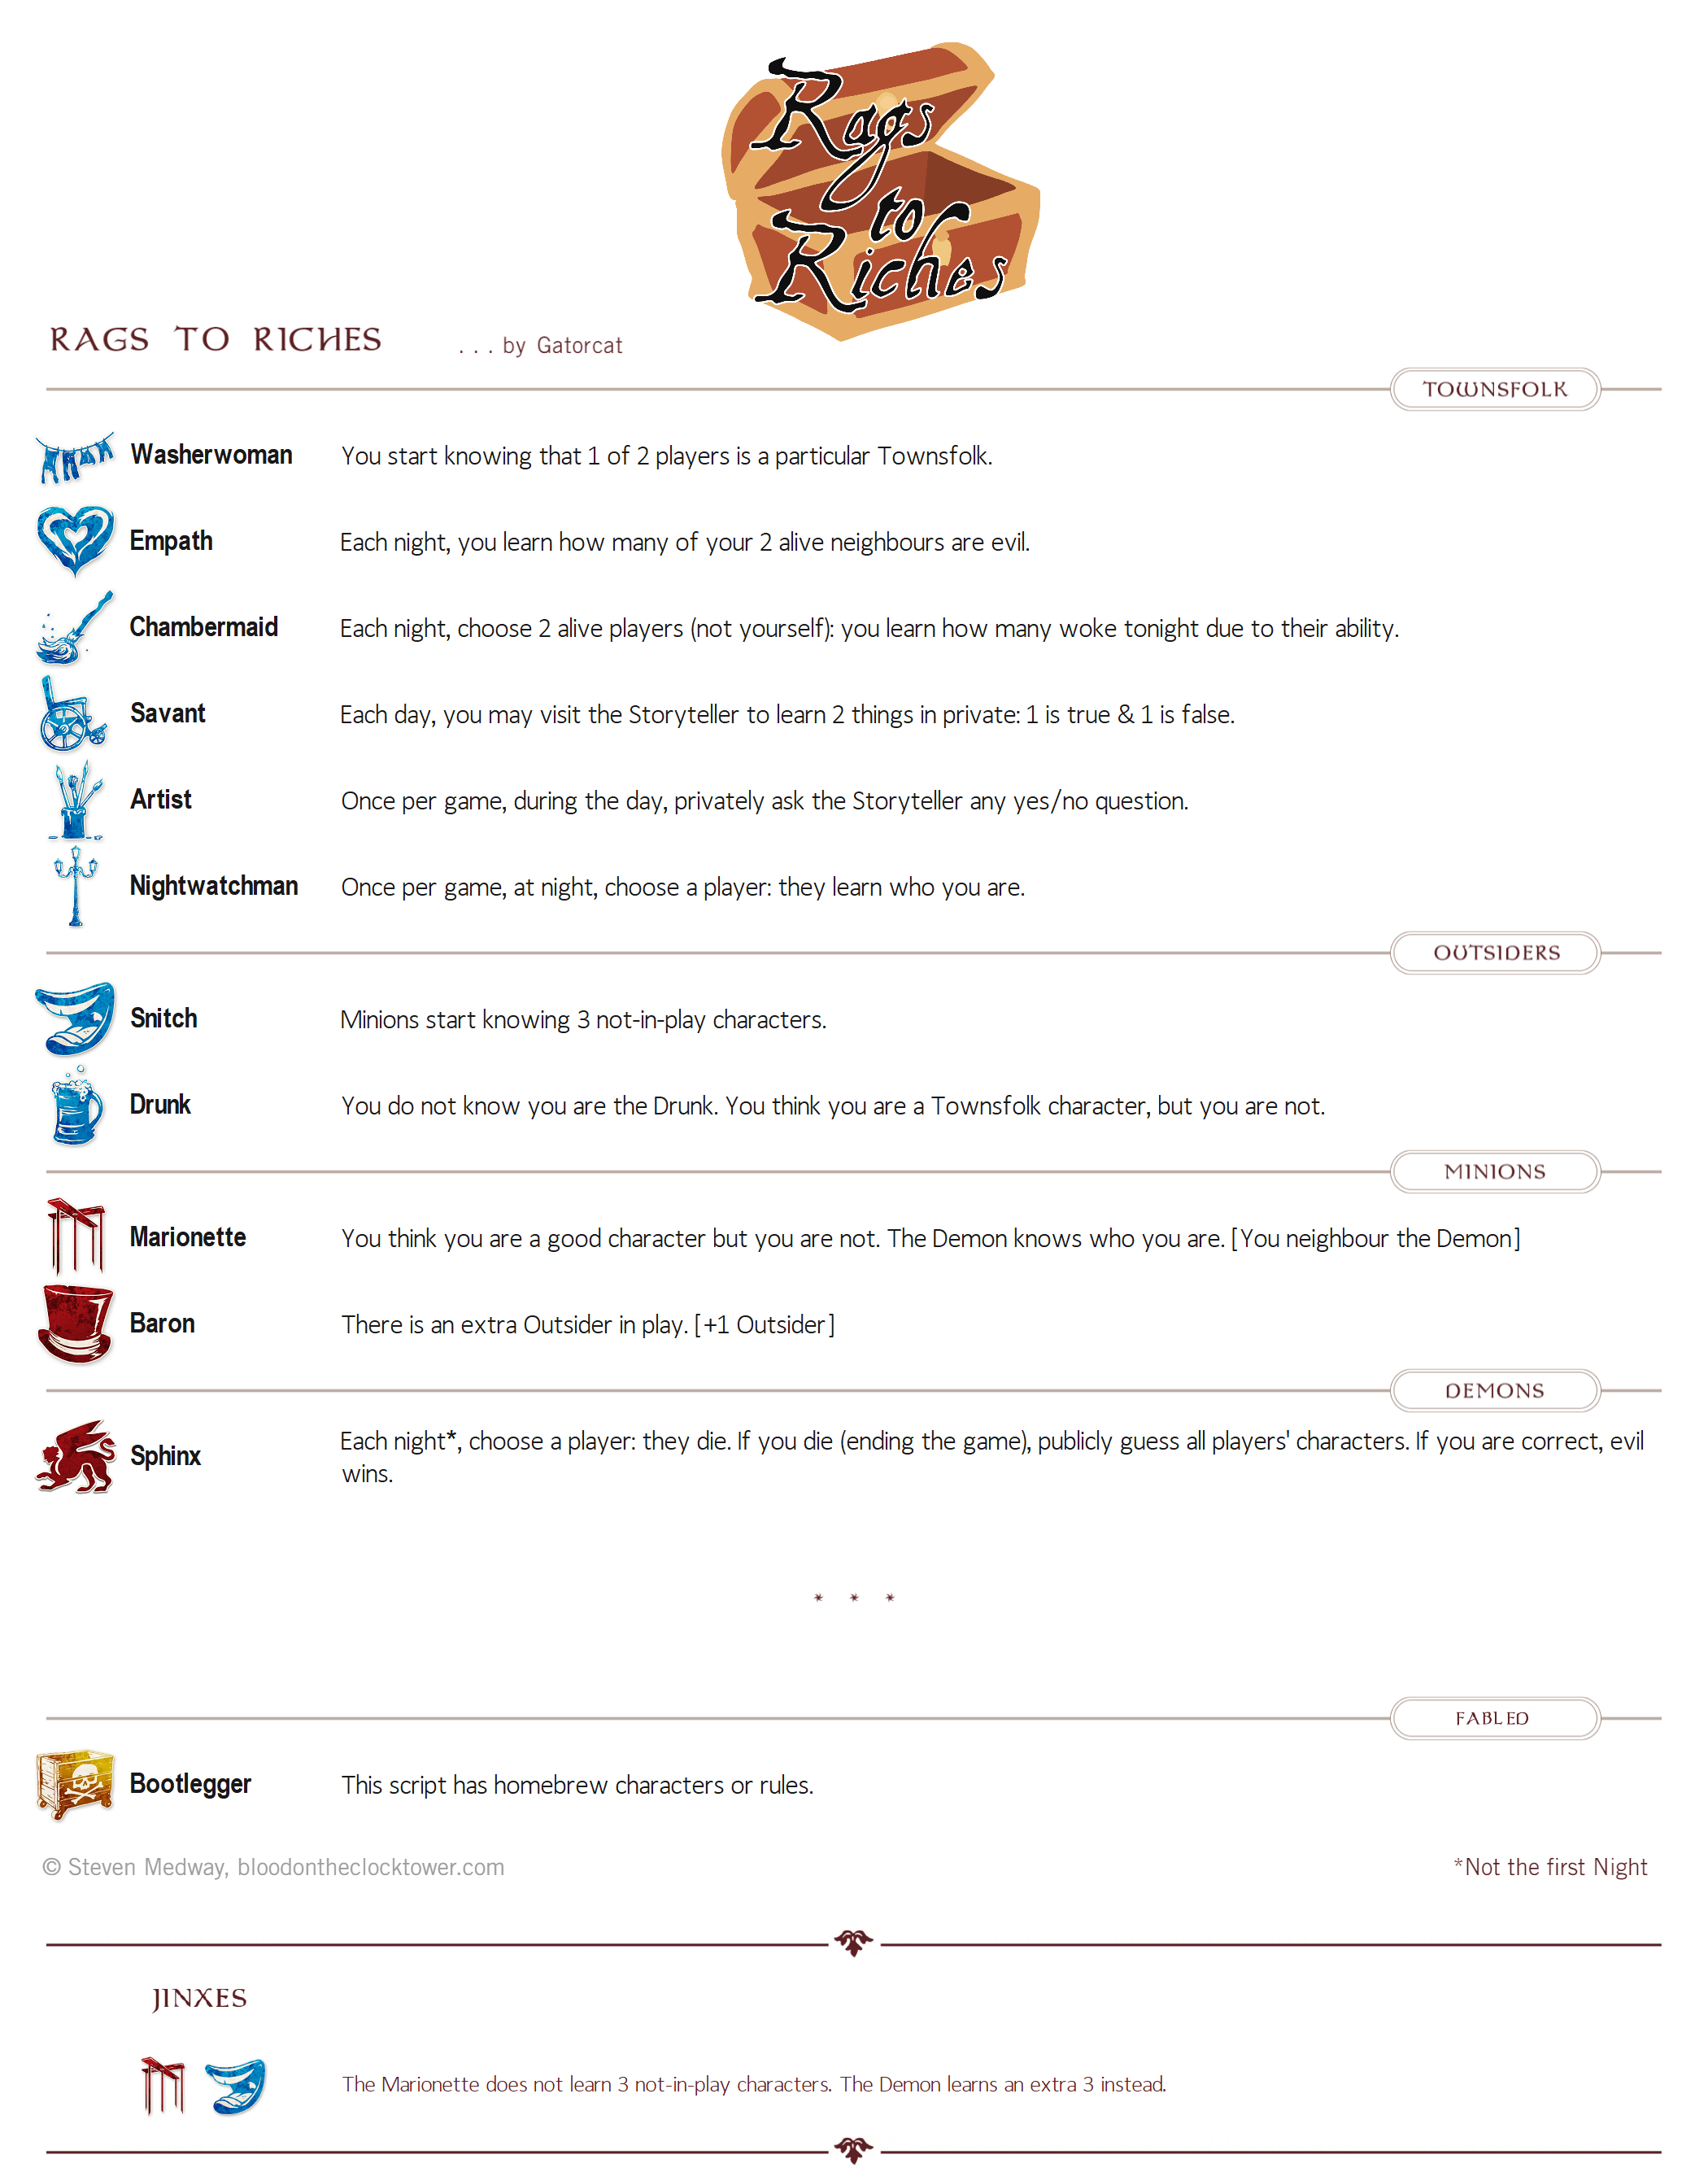 Rags
to
Riches
RAGS TO RICHES . . . by Gatorcat
TOWNSFOLK
Washerwoman You start knowing that 1 of 2 players is a particular Townsfolk.
Empath Each night, you learn how many of your 2 alive neighbours are evil.
Chambermaid Each night, choose 2 alive players (not yourself): you learn how many woke tonight due to their ability.
Savant Each day, you may visit the Storyteller to learn 2 things in private: 1 is true & 1 is false.
Artist Once per game, during the day, privately ask the Storyteller any yes/no question.
Nightwatchman Once per game, at night, choose a player: they learn who you are.
OUTSIDERS
Snitch Minions start knowing 3 not-in-play characters.
Drunk You do not know you are the Drunk. You think you are a Townsfolk character, but you are not.
MINIONS
Marionette You think you are a good character but you are not. The Demon knows who you are. [You neighbour the Demon]
Baron There is an extra Outsider in play. [+1 Outsider]
DEMONS
Sphinx Each night*, choose a player: they die. If you die (ending the game), publicly guess all players' characters. If you are correct, evil
wins.
* * *
FABLED
Bootlegger This script has homebrew characters or rules.
© Steven Medway, bloodontheclocktower.com *Not the first Night
JINXES
The Marionette does not learn 3 not-in-play characters. The Demon learns an extra 3 instead.